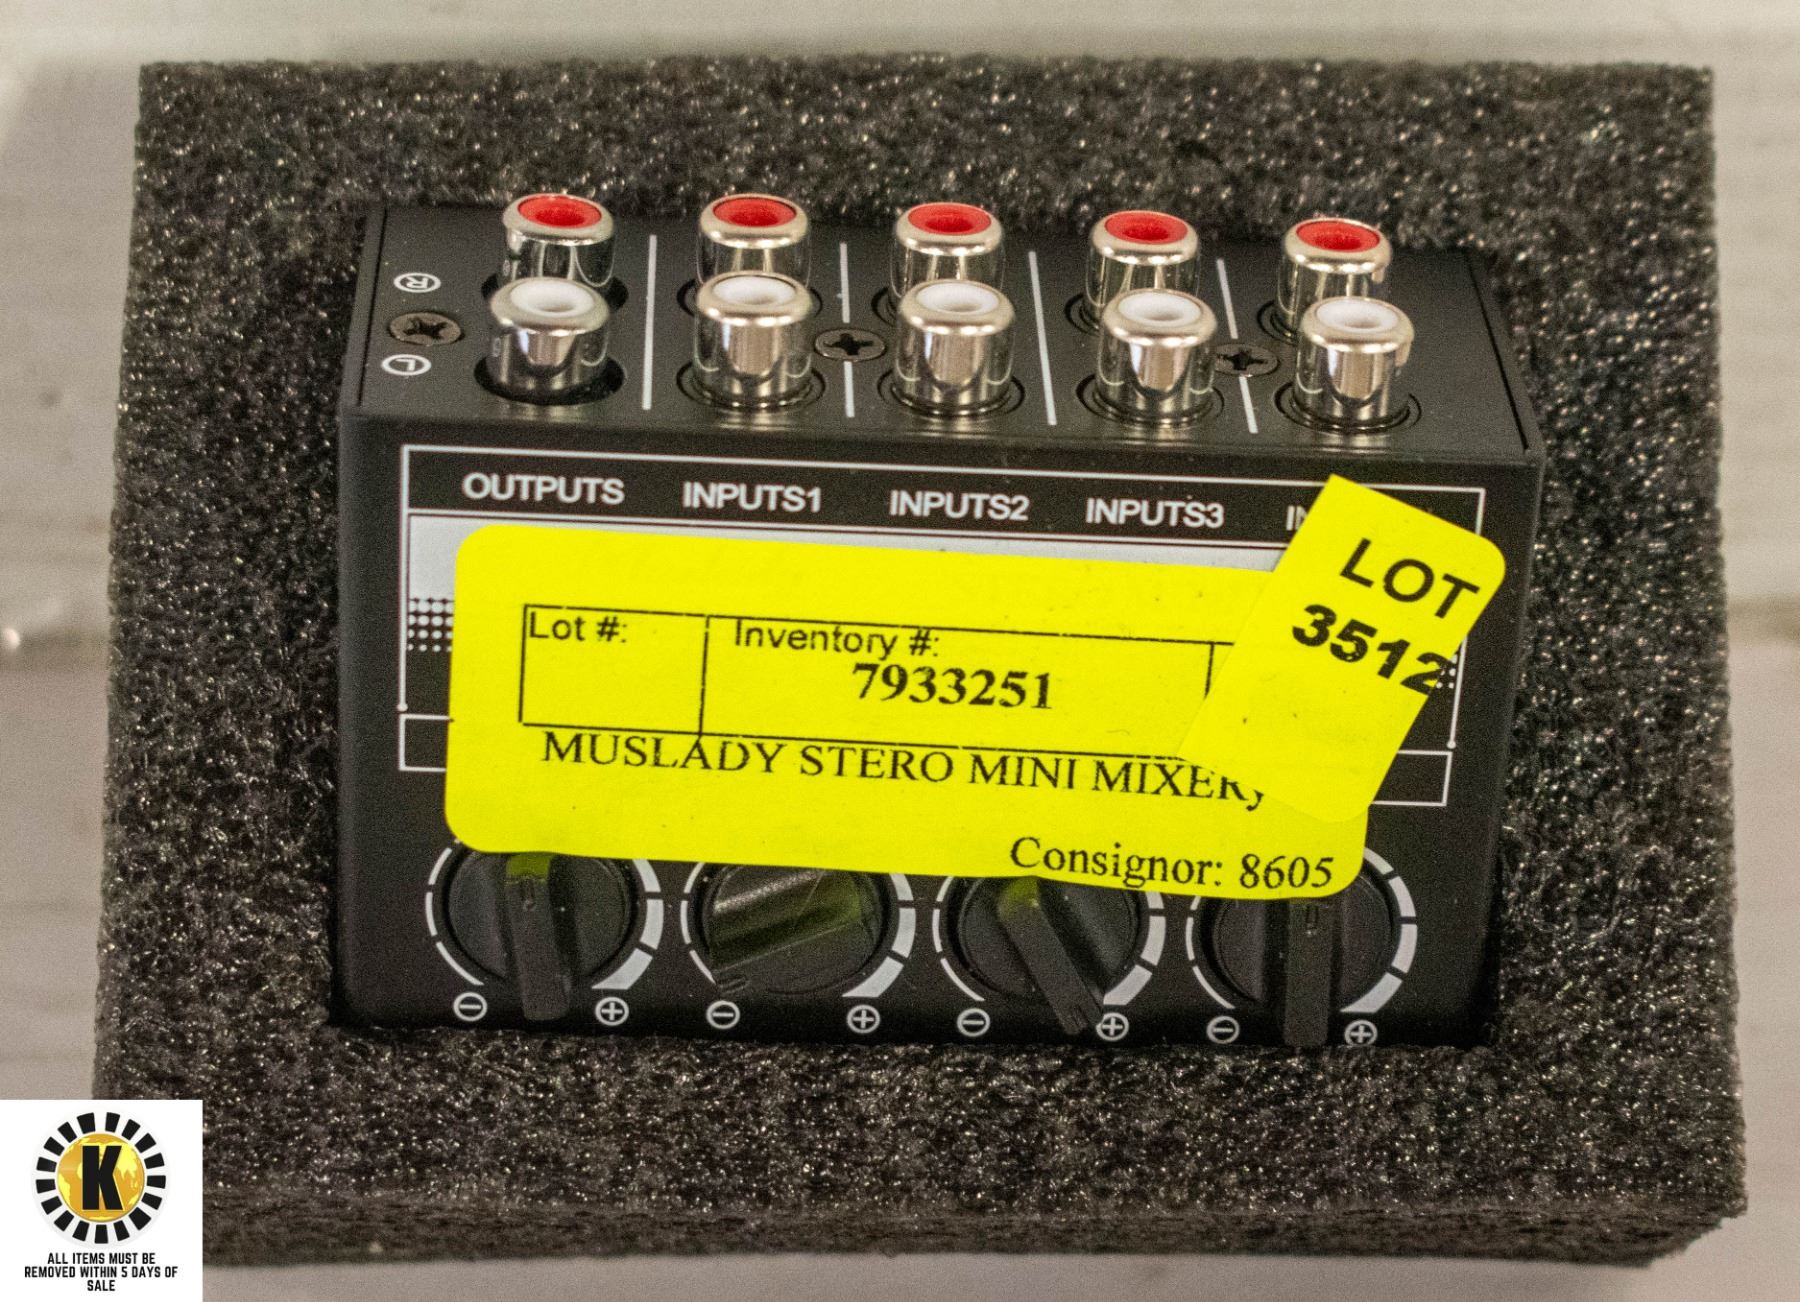 R
L
OUTPUTS INPUTS1 INPUTS2 INPUTS3
LOT
3512
Lot #: Inventory #:
7933251
MUSLADY STERO MINI MIXER
Consignor: 8605
K
ALL ITEMS MUST BE
REMOVED WITHIN 5 DAYS OF
SALE